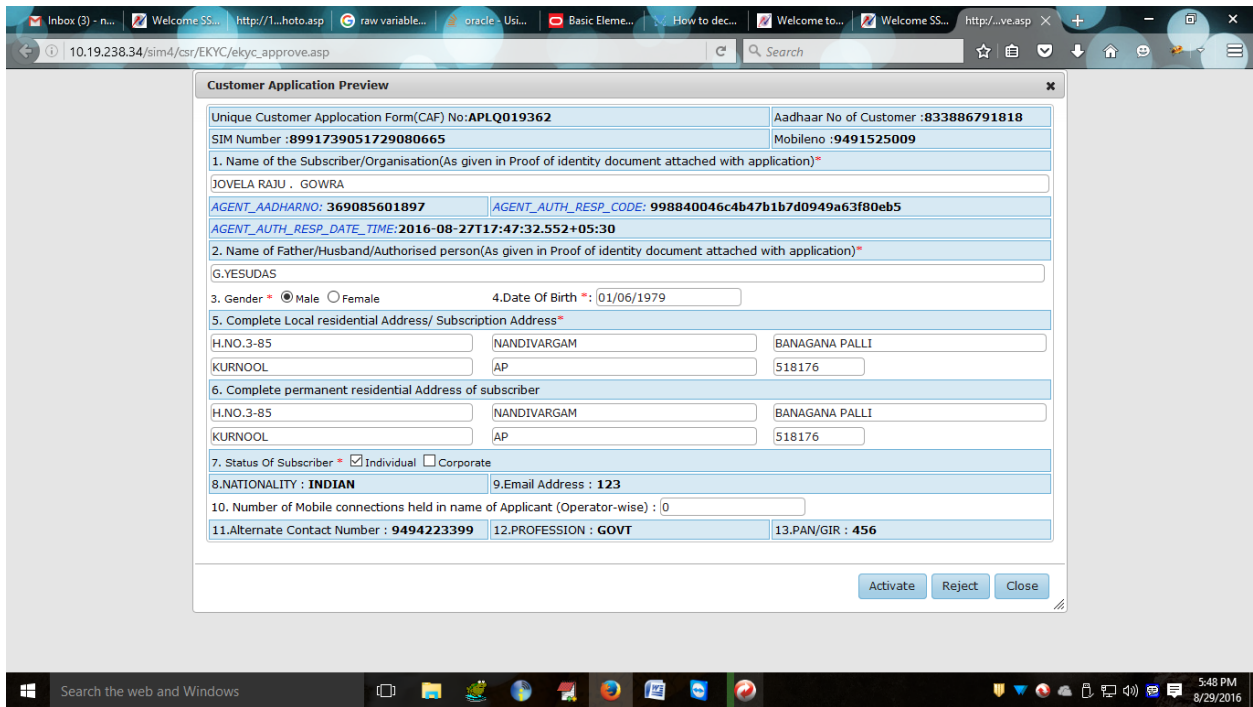 Inbox (3) - n... Welcome SS... http://1...hoto.asp raw variable... oracle - Usi... Basic Eleme... How to dec... Welcome to... Welcome SS... http:/...ve.asp
10.19.238.34/sim4/csr/EKYC/ekyc_approve.asp Search
Customer Application Preview
Unique Customer Applocation Form(CAF) No:APLQ019362 Aadhaar No of Customer :833886791818
SIM Number :8991739051729080665 Mobileno :9491525009
1. Name of the Subscriber/Organisation(As given in Proof of identity document attached with application)*
JOVELA RAJU . GOWRA
AGENT_AADHARNO: 369085601897 AGENT_AUTH_RESP_CODE: 998840046c4b47b1b7d0949a63f80eb5
AGENT_AUTH_RESP_DATE_TIME:2016-08-27T17:47:32.552+05:30
2. Name of Father/Husband/Authorised person(As given in Proof of identity document attached with application)*
G.YESUDAS
3. Gender * Male Female 4.Date Of Birth *: 01/06/1979
5. Complete Local residential Address/ Subscription Address*
H.NO.3-85 NANDIVARGAM BANAGANA PALLI
KURNOOL AP 518176
6. Complete permanent residential Address of subscriber
H.NO.3-85 NANDIVARGAM BANAGANA PALLI
KURNOOL AP 518176
7. Status Of Subscriber * Individual Corporate
8.NATIONALITY : INDIAN 9.Email Address : 123
10. Number of Mobile connections held in name of Applicant (Operator-wise) : 0
11.Alternate Contact Number : 9494223399 12.PROFESSION : GOVT 13.PAN/GIR : 456
Activate Reject Close
Search the web and Windows 5:48 PM
8/29/2016